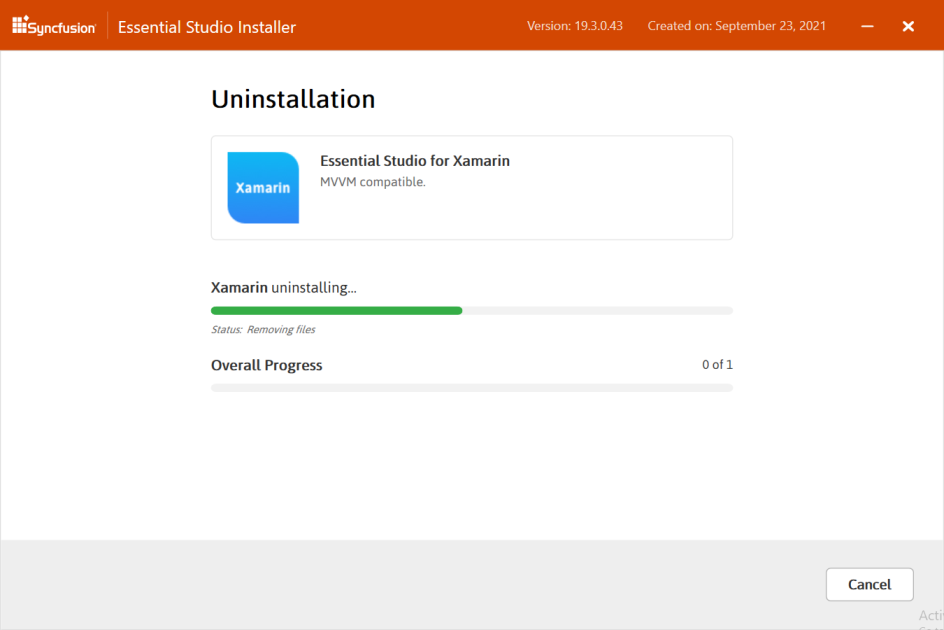 Syncfusion Essential Studio Installer Version: 19.3.0.43 Created on: September 23, 2021
Uninstallation
Xamarin
Essential Studio for Xamarin
MVVM compatible.
Xamarin uninstalling...
Status: Removing files
Overall Progress 0 of 1
Cancel
Acti